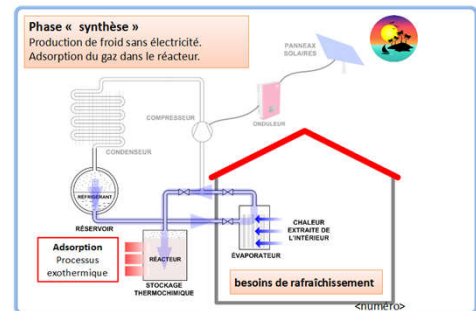 Phase « synthèse »
Production de froid sans électricité.
Adsorption du gaz dans le réacteur.
PANNEAUX
SOLAIRES
COMPRESSEUR
ONDULEUR
CONDENSEUR
RÉFRIGÉRANT
RÉSERVOIR
CHALEUR
EXTRAITE DE
L'INTÉRIEUR
ÉVAPORATEUR
Adsorption
Processus
exothermique
RÉACTEUR
STOCKAGE
THERMOCHIMIQUE
besoins de rafraîchissement
<numéro>